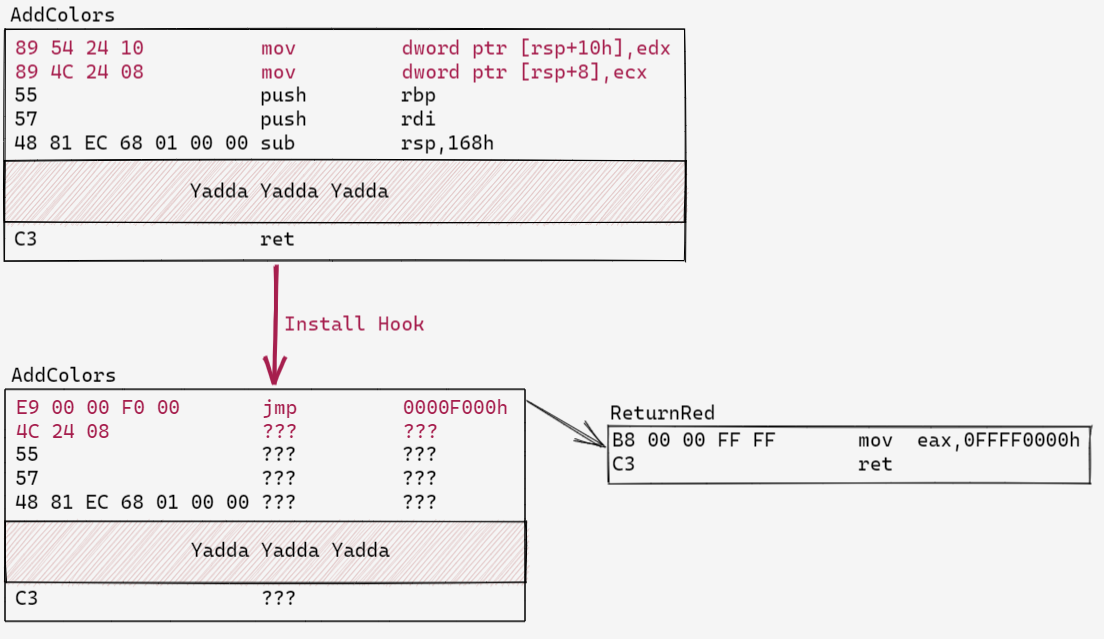 AddColors
89 54 24 10 mov dword ptr [rsp+10h],edx
89 4C 24 08 mov dword ptr [rsp+8],ecx
55 push rbp
57 push rdi
48 81 EC 68 01 00 00 sub rsp,168h
Yadda Yadda Yadda
C3 ret
Install Hook
AddColors
E9 00 00 F0 00 jmp 0000F000h
4C 24 08 ??? ???
55 ??? ???
57 ??? ???
48 81 EC 68 01 00 00 ??? ???
Yadda Yadda Yadda
C3 ???
ReturnRed
B8 00 00 FF FF mov eax,0FFFF0000h
C3 ret